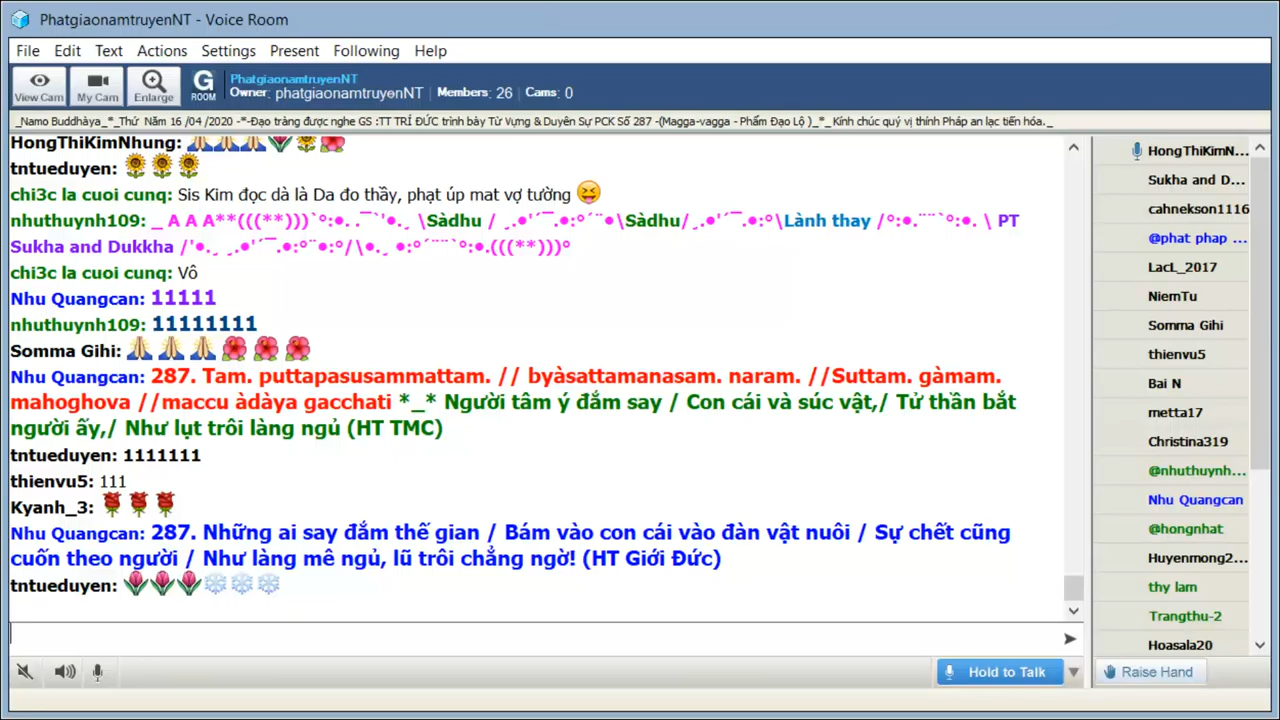 PhatgiaonamtruyenNT - Voice Room
File Edit Text Actions Settings Present Following Help
View Cam My Cam Enlarge G ROOM
PhatgiaonamtruyenNT
Owner: phatgiaonamtruyenNT | Members: 26 | Cams: 0
_Namo Buddhàya_*_Thứ Năm 16 /04 /2020 -*-Đạo tràng được nghe GS :TT TRÍ ĐỨC trình bày Từ Vựng & Duyên Sự PCK Số 287 -(Magga-vagga - Phẩm Đạo Lộ )_*_ Kính chúc quý vị thính Pháp an lạc tiến hóa._
HongThiKimNhung: 🙏🙏🙏🌷🌻🌺
tntueduyen: 🌻🌻🌻
chi3c la cuoi cunq: Sis Kim đọc dà là Da đo thầy, phạt úp mat vợ tường 😝
nhuthuynh109: _ A A A**(((**)))`°:•. .¯`'•.¸ \Sàdhu / ¸.•'´¯.•:°´¨•\Sàdhu/¸.•'´¯.•:°\Lành thay /°:•.¨¨`°:•. \ PT
Sukha and Dukkha /'•.¸ ¸.•'´¯.•:°¨•:°/\•.¸ •:°´¨¨`°:•.(((**)))°
chi3c la cuoi cunq: Vô
Nhu Quangcan: 11111
nhuthuynh109: 11111111
Somma Gihi: 🙏🙏🙏🌺🌺🌺
Nhu Quangcan: 287. Tam. puttapasusammattam. // byàsattamanasam. naram. //Suttam. gàmam.
mahoghova //maccu àdàya gacchati *_* Người tâm ý đắm say / Con cái và súc vật,/ Tử thần bắt
người ấy,/ Như lụt trôi làng ngủ (HT TMC)
tntueduyen: 1111111
thienvu5: 111
Kyanh_3: 🌹🌹🌹
Nhu Quangcan: 287. Những ai say đắm thế gian / Bám vào con cái vào đàn vật nuôi / Sự chết cũng
cuốn theo người / Như làng mê ngủ, lũ trôi chẳng ngờ! (HT Giới Đức)
tntueduyen: 🌷🌷🌷❄❄❄
HongThiKimN...
Sukha and D...
cahnekson1116
@phat phap ...
LacL_2017
NiemTu
Somma Gihi
thienvu5
Bai N
metta17
Christina319
@nhuthuynh...
Nhu Quangcan
@hongnhat
Huyenmong2...
thy lam
Trangthu-2
Hoasala20
Hold to Talk
Raise Hand